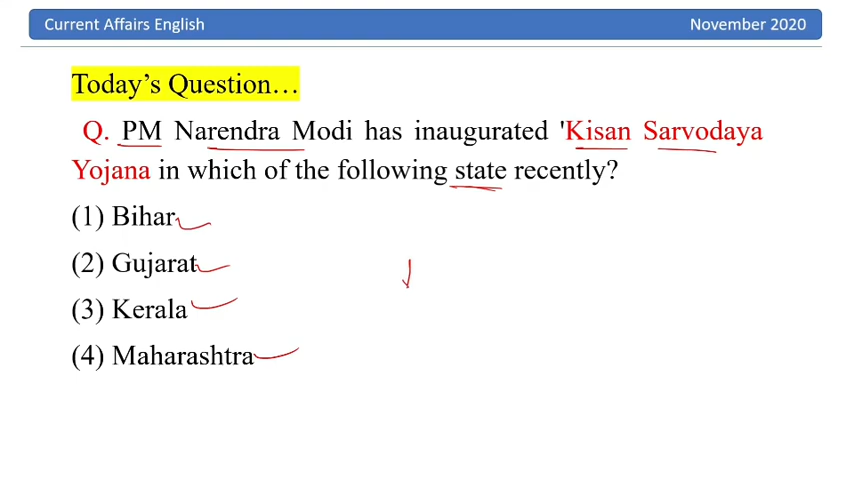 Current Affairs English
November 2020
Today's Question…
Q. PM Narendra Modi has inaugurated 'Kisan Sarvodaya
Yojana in which of the following state recently?
(1) Bihar
(2) Gujarat
(3) Kerala
(4) Maharashtra